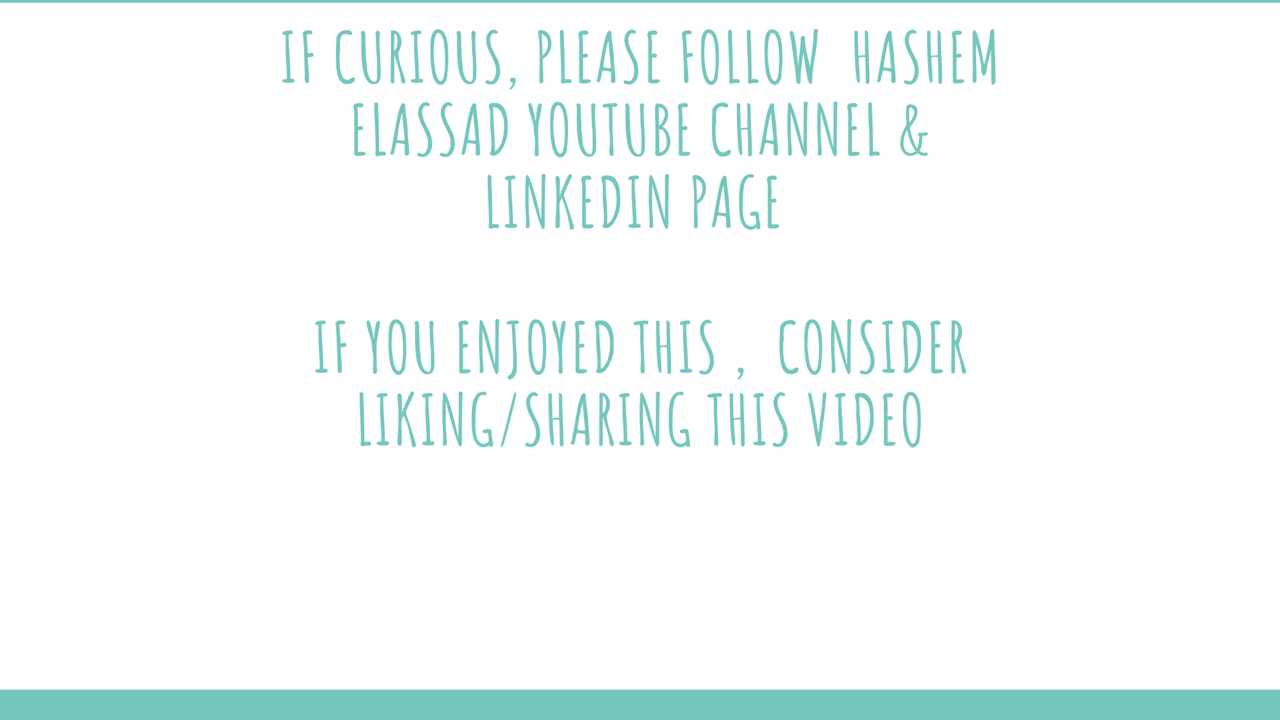 IF CURIOUS, PLEASE FOLLOW  HASHEM
ELASSAD YOUTUBE CHANNEL &
LINKEDIN PAGE
IF YOU ENJOYED THIS ,  CONSIDER
LIKING/SHARING THIS VIDEO